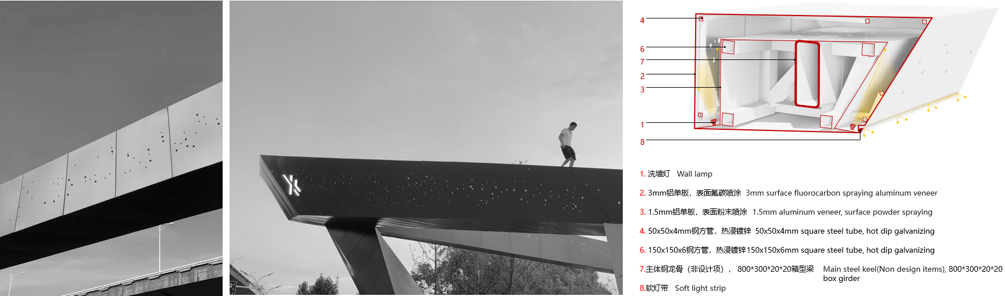 4
6
7
2
3
1
8
1. 洗墙灯 Wall lamp
2. 3mm铝单板，表面氟碳喷涂 3mm surface fluorocarbon spraying aluminum veneer
3. 1.5mm铝单板，表面粉末喷涂 1.5mm aluminum veneer, surface powder spraying
4. 50x50x4mm钢方管，热浸镀锌 50x50x4mm square steel tube, hot dip galvanizing
6. 150x150x6钢方管，热浸镀锌150x150x6mm square steel tube, hot dip galvanizing
7.主体钢龙骨（非设计项）， 800*300*20*20箱型梁 Main steel keel(Non design items), 800*300*20*20
box girder
8.软灯带 Soft light strip